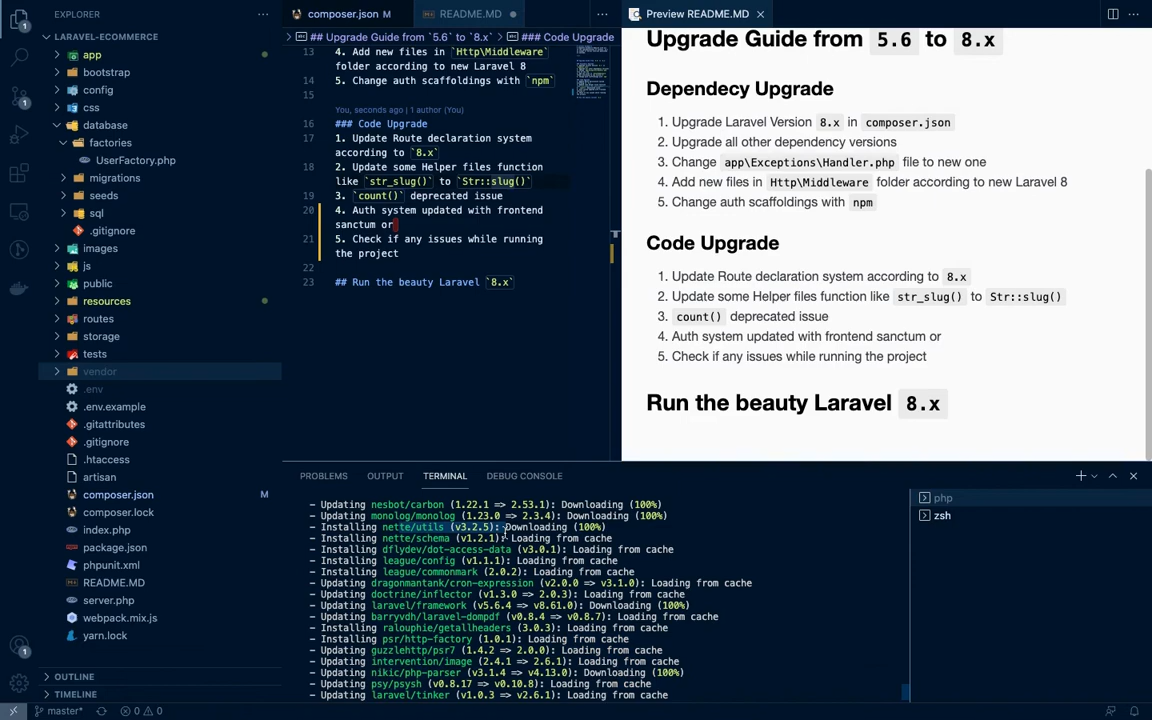 EXPLORER
LARAVEL-ECOMMERCE
app
bootstrap
config
css
database
factories
UserFactory.php
migrations
seeds
sql
.gitignore
images
js
public
resources
routes
storage
tests
vendor
.env
.env.example
.gitattributes
.gitignore
.htaccess
artisan
composer.json M
composer.lock
index.php
package.json
phpunit.xml
README.MD
server.php
webpack.mix.js
yarn.lock
OUTLINE
TIMELINE
composer.json
README.MD
## Upgrade Guide from `5.6` to `8.x`
### Code Upgrade
13 4. Add new files in `Http\Middleware`
folder according to new Laravel 8
14 5. Change auth scaffoldings with `npm`
15
You, seconds ago | 1 author (You)
16 ### Code Upgrade
17 1. Update Route declaration system
according to `8.x`
18 2. Update some Helper files function
like `str_slug()` to `Str::slug()`
19 3. `count()` deprecated issue
20 4. Auth system updated with frontend
sanctum or
21 5. Check if any issues while running
the project
22
23 ## Run the beauty Laravel `8.x`
Preview README.MD
Upgrade Guide from 5.6 to 8.x
Dependecy Upgrade
1. Upgrade Laravel Version 8.x in composer.json
2. Upgrade all other dependency versions
3. Change app\Exceptions\Handler.php file to new one
4. Add new files in Http\Middleware folder according to new Laravel 8
5. Change auth scaffoldings with npm
Code Upgrade
1. Update Route declaration system according to 8.x
2. Update some Helper files function like str_slug() to Str::slug()
3. count() deprecated issue
4. Auth system updated with frontend sanctum or
5. Check if any issues while running the project
Run the beauty Laravel 8.x
PROBLEMS OUTPUT TERMINAL DEBUG CONSOLE
- Updating nesbot/carbon (1.22.1 => 2.53.1): Downloading (100%)
- Updating monolog/monolog (1.23.0 => 2.3.4): Downloading (100%)
- Installing nette/utils (v3.2.5): Downloading (100%)
- Installing nette/schema (v1.2.1): Loading from cache
- Installing dflydev/dot-access-data (v3.0.1): Loading from cache
- Installing league/config (v1.1.1): Loading from cache
- Installing league/commonmark (2.0.2): Loading from cache
- Updating dragonmantank/cron-expression (v2.0.0 => v3.1.0): Loading from cache
- Updating doctrine/inflector (v1.3.0 => 2.0.3): Loading from cache
- Updating laravel/framework (v5.6.4 => v8.61.0): Downloading (100%)
- Updating barryvdh/laravel-dompdf (v0.8.4 => v0.8.7): Loading from cache
- Installing ralouphie/getallheaders (3.0.3): Loading from cache
- Installing psr/http-factory (1.0.1): Loading from cache
- Updating guzzlehttp/psr7 (1.4.2 => 2.0.0): Loading from cache
- Updating intervention/image (2.4.1 => 2.6.1): Loading from cache
- Updating nikic/php-parser (v3.1.4 => v4.13.0): Downloading (100%)
- Updating psy/psysh (v0.8.17 => v0.10.8): Loading from cache
- Updating laravel/tinker (v1.0.3 => v2.6.1): Loading from cache
php
zsh
1
1
1
master*
0 0